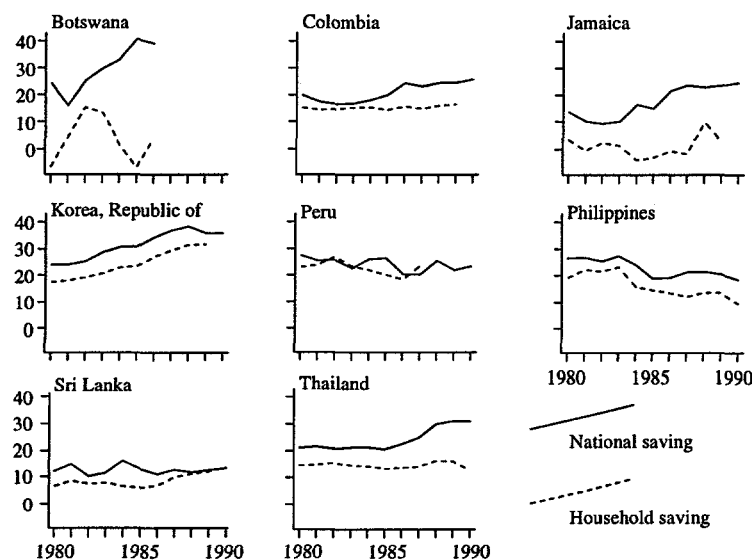 Botswana
Colombia
Jamaica
40
30
20
10
0
Korea, Republic of
Peru
Philippines
40
30
20
10
0
1980 1985 1990
Sri Lanka
Thailand
40
30
20
10
0
National saving
Household saving
1980 1985 1990
1980 1985 1990